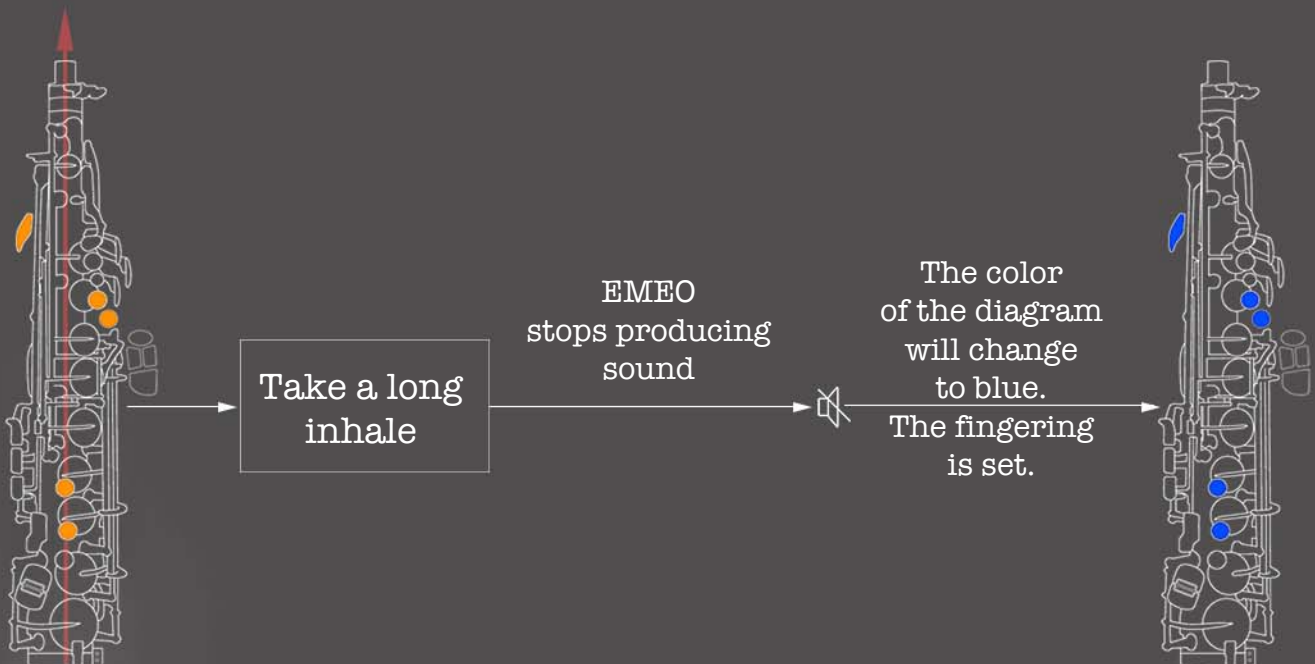 Take a long
inhale
EMEO
stops producing
sound
The color
of the diagram
will change
to blue.
The fingering
is set.